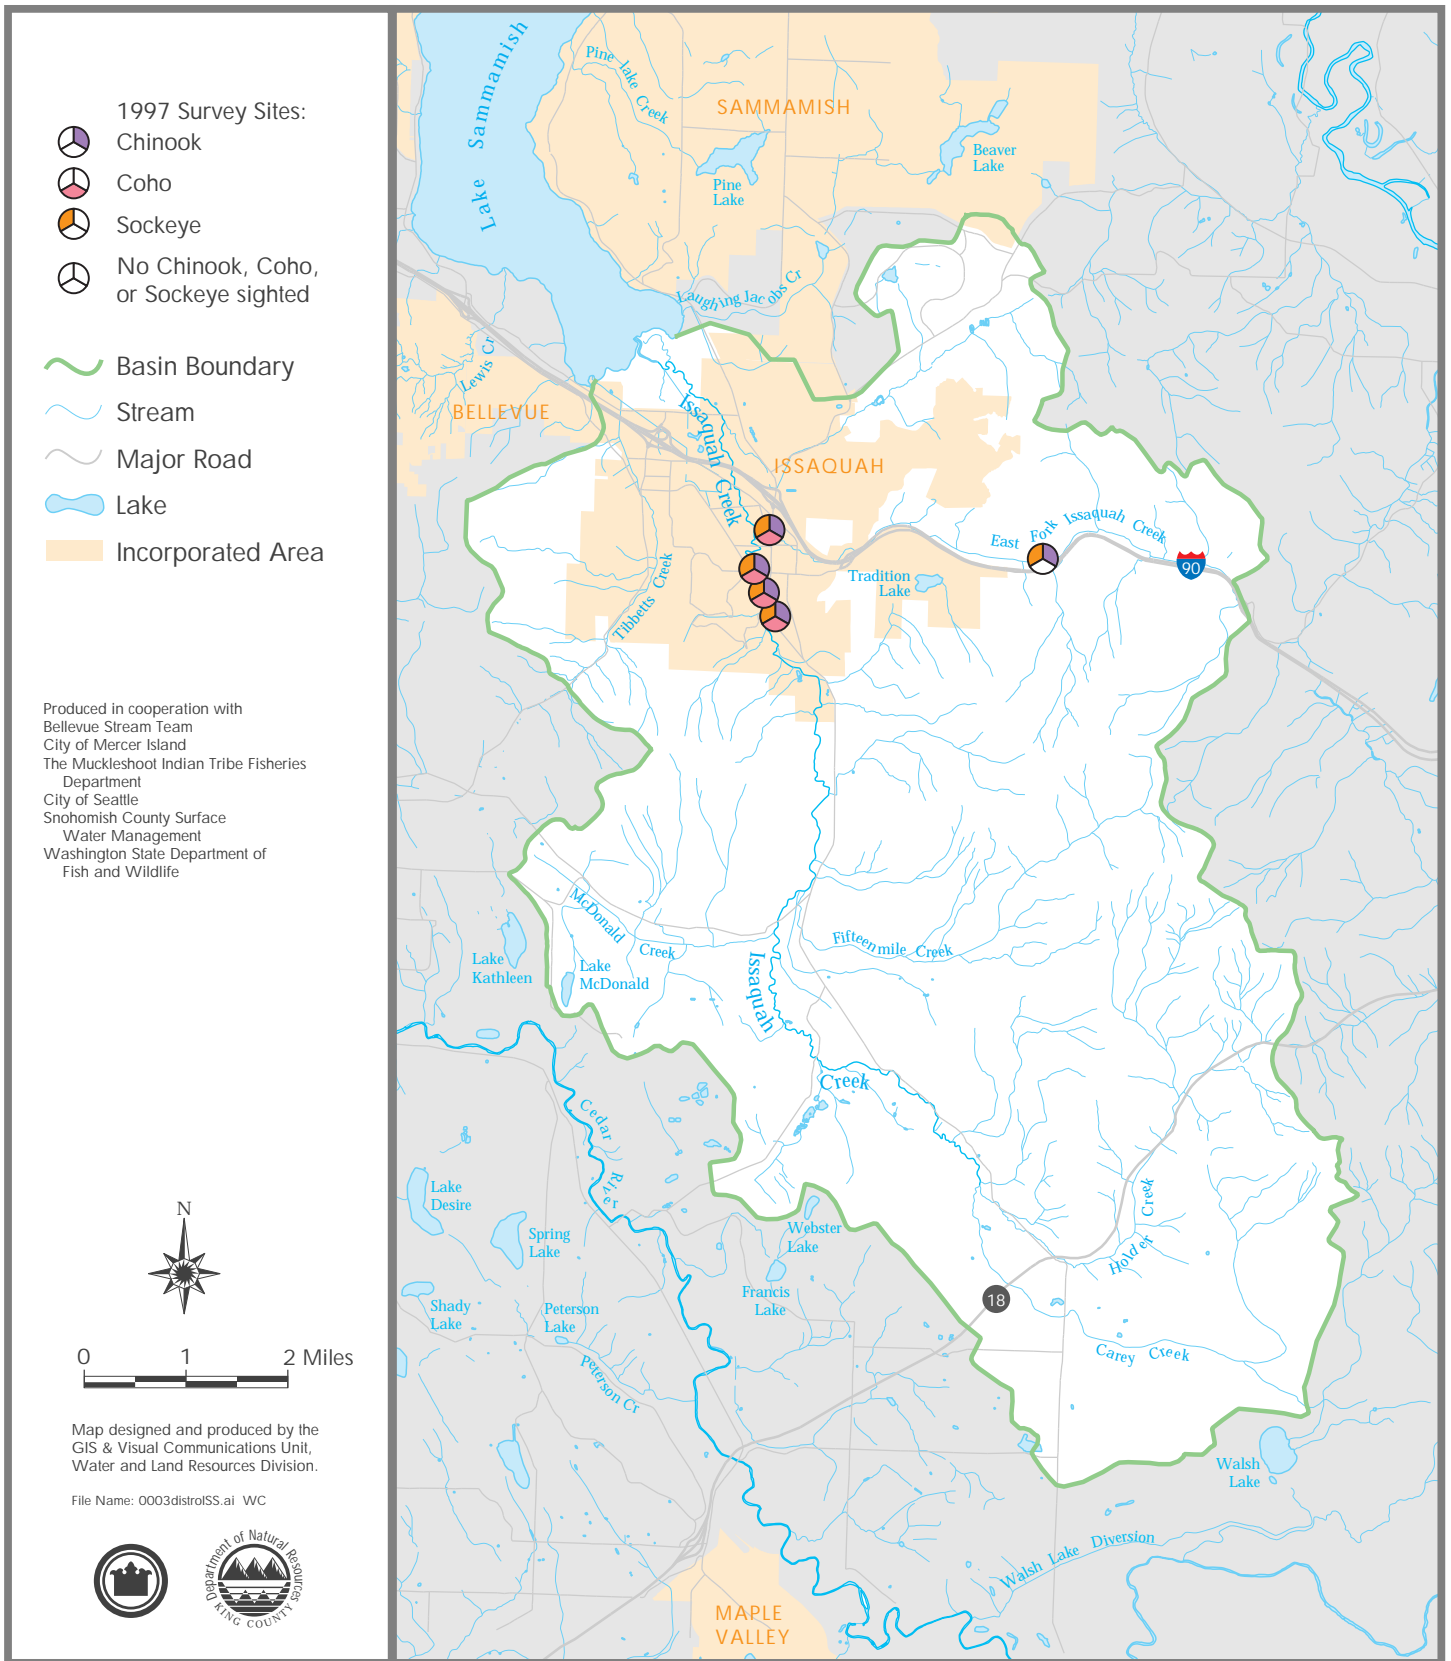 1997 Survey Sites:
Chinook
Coho
Sockeye
No Chinook, Coho,
or Sockeye sighted
Basin Boundary
Stream
Major Road
Lake
Incorporated Area
Produced in cooperation with
Bellevue Stream Team
City of Mercer Island
The Muckleshoot Indian Tribe Fisheries
Department
City of Seattle
Snohomish County Surface
Water Management
Washington State Department of
Fish and Wildlife
N
0 1 2 Miles
Map designed and produced by the
GIS & Visual Communications Unit,
Water and Land Resources Division.
File Name: 0003distroISS.ai WC
Department of Natural Resources
KING COUNTY
Lake Sammamish
Pine lake Creek
SAMMAMISH
Pine
Lake
Beaver
Lake
Laughing Jacobs Cr
Lewis Cr
BELLEVUE
Issaquah Creek
ISSAQUAH
East Fork Issaquah Creek
90
Tradition
Lake
Tibbetts Creek
McDonald Creek
Fifteenmile Creek
Lake
Kathleen
Lake
McDonald
Issaquah
Creek
Cedar River
Lake
Desire
Spring
Lake
Webster
Lake
Francis
Lake
Shady
Lake
Peterson
Lake
Peterson Cr
Holder Creek
18
Carey Creek
Walsh
Lake
Walsh Lake Diversion
MAPLE
VALLEY